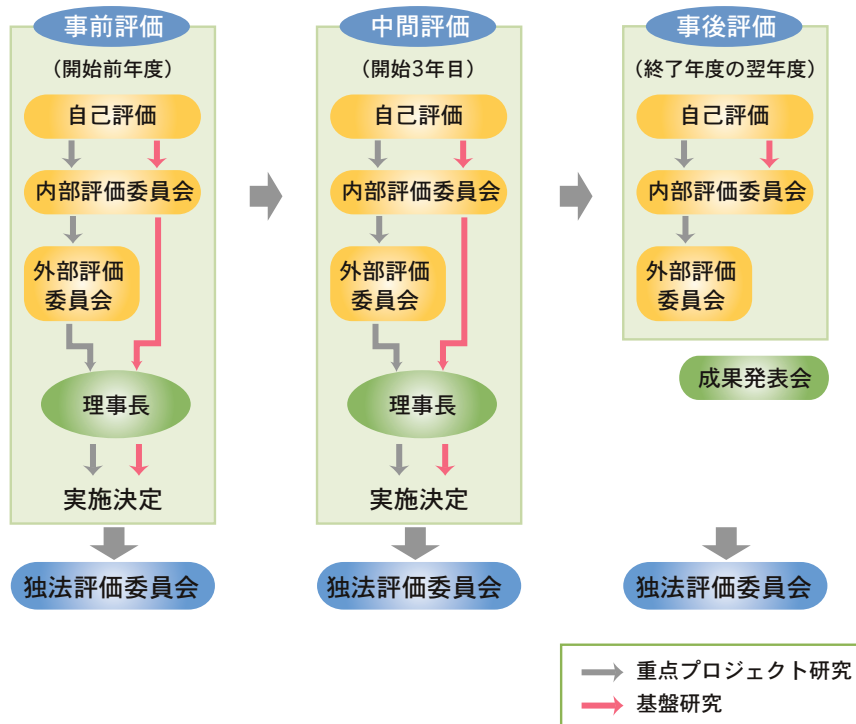 事前評価
(開始前年度)
自己評価
内部評価委員会
外部評価
委員会
理事長
実施決定
独法評価委員会
中間評価
(開始3年目)
自己評価
内部評価委員会
外部評価
委員会
理事長
実施決定
独法評価委員会
事後評価
(終了年度の翌年度)
自己評価
内部評価委員会
外部評価
委員会
成果発表会
独法評価委員会
重点プロジェクト研究
基盤研究